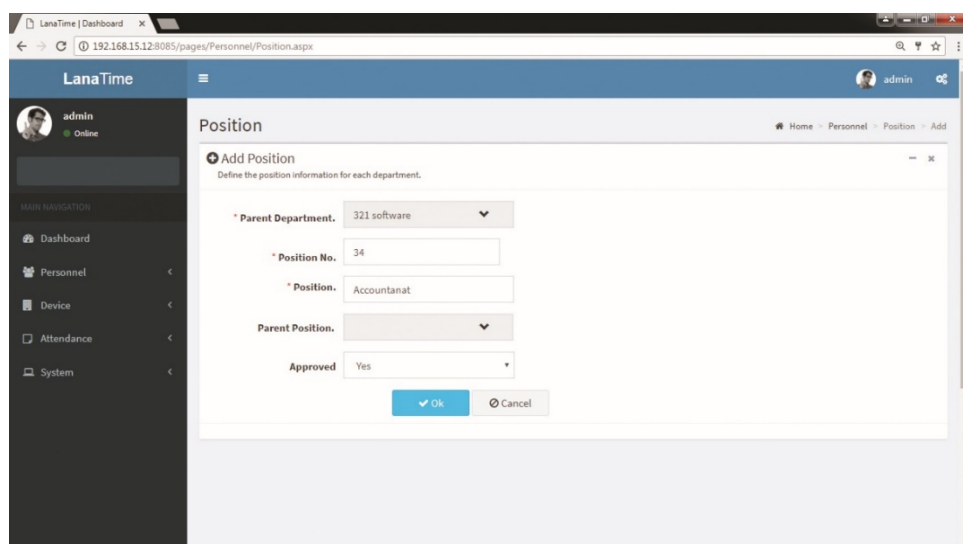 LanaTime | Dashboard
192.168.15.12:8085/pages/Personnel/Position.aspx
LanaTime
admin
admin
Online
Position
Home > Personnel > Position > Add
Add Position
Define the position information for each department.
MAIN NAVIGATION
Dashboard
Personnel
Device
Attendance
System
* Parent Department. 321 software
* Position No. 34
* Position. Accountanat
Parent Position.
Approved Yes
Ok Cancel